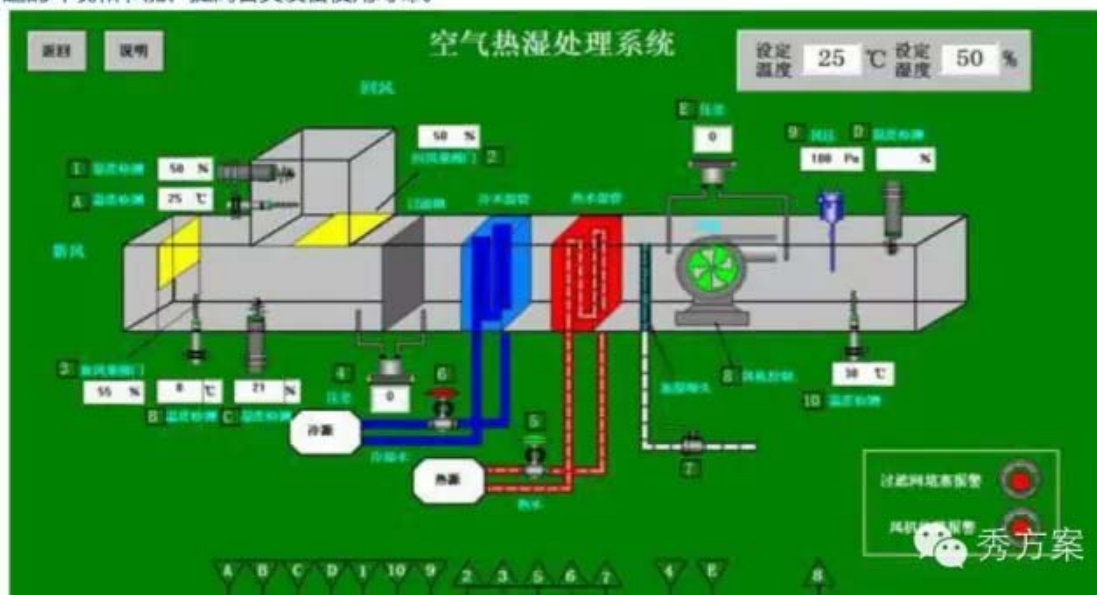 返回
说明
空气热湿处理系统
设定温度 25 ℃ 设定湿度 50 %
回风
E 压差
0
50 %
回风量阀门 2
9 风压
100 Pa
D 湿度检测
%
1 湿度检测 50 %
A 温度检测 25 ℃
过滤网
冷水盘管
热水盘管
新风
3 新风量阀门
55 %
8 ℃
21 %
B 温度检测
C 湿度检测
4 压差
0
6
5
7
8 风机控制
加湿喷头
30 ℃
10 温度检测
冷源
冷却水
热源
热水
过滤网堵塞报警
报警
秀方案
A B C D 1 10 9 2 3 5 6 7 4 E 8